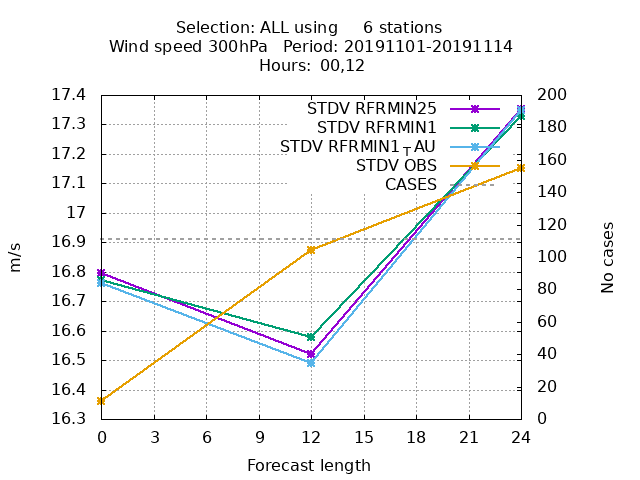 Selection: ALL using     6 stations
Wind speed 300hPa   Period: 20191101-20191114
Hours: 00,12
STDV RFRMIN25
STDV RFRMIN1
STDV RFRMIN1┬AU
STDV OBS
CASES
17.4
17.3
17.2
17.1
17
16.9
16.8
16.7
16.6
16.5
16.4
16.3
m/s
200
180
160
140
120
100
80
60
40
20
0
No cases
0 3 6 9 12 15 18 21 24
Forecast length